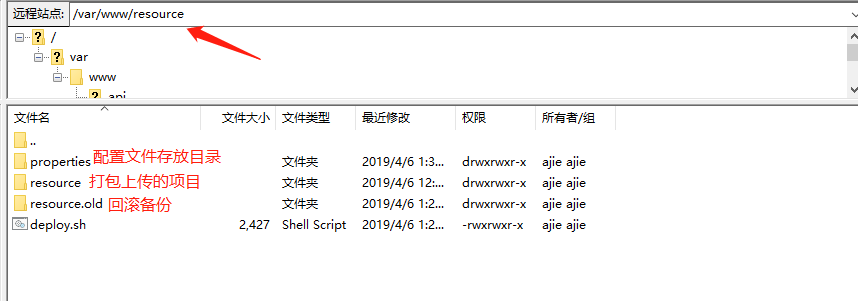 远程站点: /var/www/resource
/
var
www
api
文件名 文件大小 文件类型 最近修改 权限 所有者/组
..
properties 配置文件存放目录 文件夹 2019/4/6 1:3... drwxrwxr-x ajie ajie
resource 打包上传的项目 文件夹 2019/4/6 12:... drwxrwxr-x ajie ajie
resource.old 回滚备份 文件夹 2019/4/6 1:2... drwxrwxr-x ajie ajie
deploy.sh 2,427 Shell Script 2019/4/6 1:2... -rwxrwxr-x ajie ajie